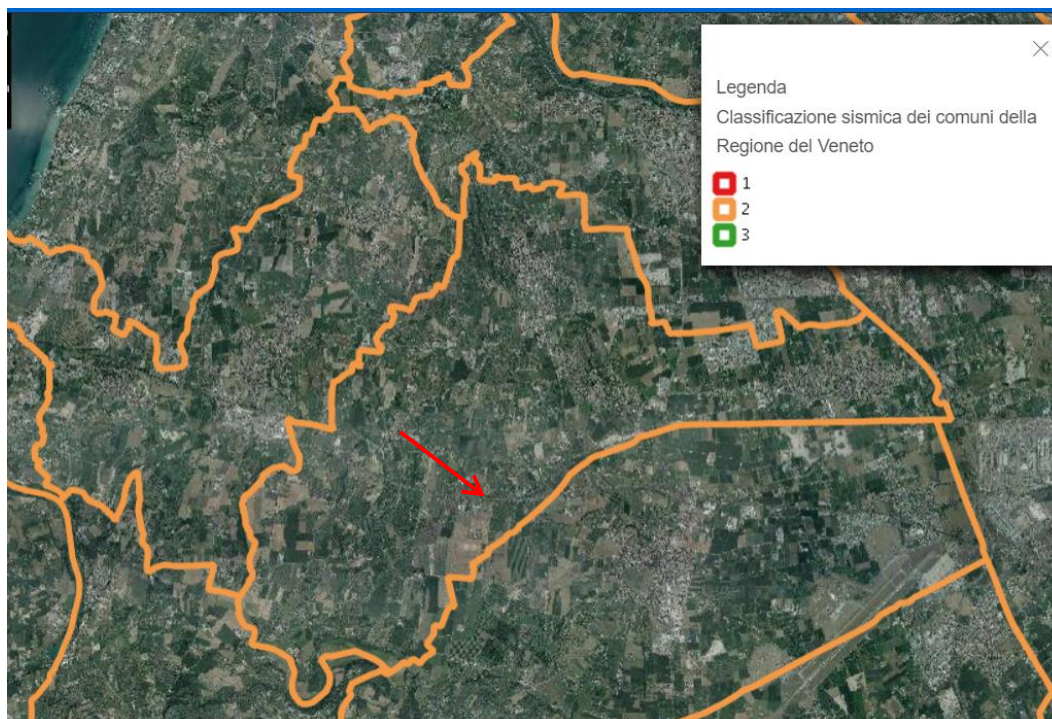 Legenda
Classificazione sismica dei comuni della
Regione del Veneto
1
2
3